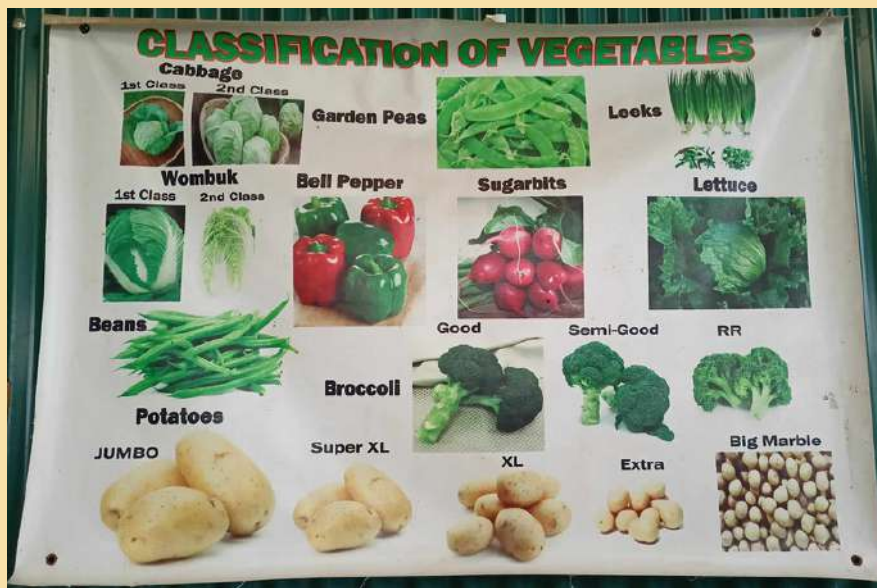 CLASSIFICATION OF VEGETABLES
Cabbage
1st Class 2nd Class
Garden Peas
Leeks
Wombuk
1st Class 2nd Class
Bell Pepper
Sugarbits
Lettuce
Beans
Broccoli
Good
Semi-Good
RR
Potatoes
JUMBO
Super XL
XL
Extra
Big Marble